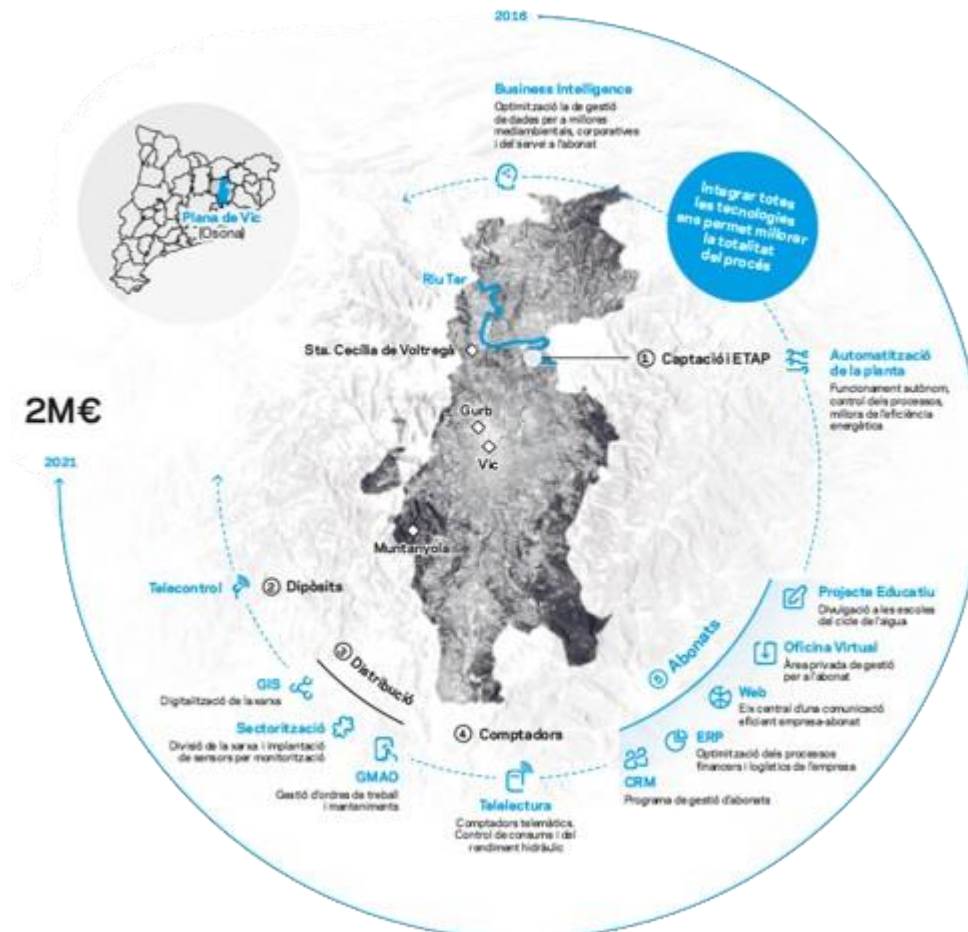 2016
Business Intelligence
Optimització la de gestió
de dades per a millores
mediambientals, corporatives
i del servei a l'abonat
Integrar totes
les tecnologies
ens permet millorar
la totalitat
del procés
Plana de Vic
(Osona)
Riu Ter
Sta. Cecília de Voltregà
① Captació i ETAP
Automatització
de la planta
Funcionament autònom,
control dels processos,
millora de l'eficiència
energètica
2M€
Gurb
Vic
2021
Muntanyola
Telecontrol
② Dipòsits
Projecte Educatiu
Divulgació a les escoles
del cicle de l'aigua
③ Distribució
⑤ Abonats
Oficina Virtual
Àrea privada de gestió
per a l'abonat
GIS
Digitalització de la xarxa
Web
Eix central d'una comunicació
eficient empresa-abonat
Sectorització
Divisió de la xarxa i implantació
de sensors per monitorització
④ Comptadors
ERP
Optimització dels processos
financers i logístics de l'empresa
GMAO
Gestió d'ordres de treball
i manteniments
CRM
Programa de gestió d'abonats
Telelectura
Comptadors telemàtics.
Control de consums i del
rendiment hidràulic